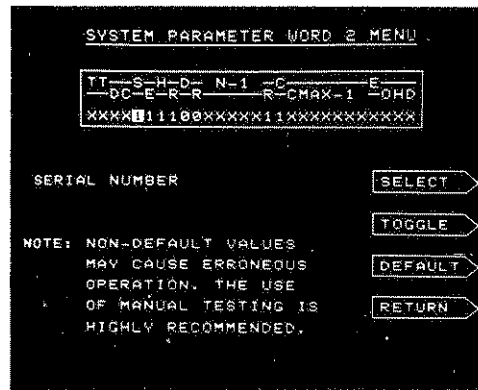 SYSTEM PARAMETER WORD 2 MENU
TT——S-H-D- N-1 -C————————E————
——DC-E-R-R————————R-CMAX-1 -OHD
XXXX111100XXXXX11XXXXXXXXXXX
SERIAL NUMBER
SELECT
TOGGLE
NOTE: NON-DEFAULT VALUES
MAY CAUSE ERRONEOUS
DEFAULT
OPERATION. THE USE
OF MANUAL TESTING IS
RETURN
HIGHLY RECOMMENDED.